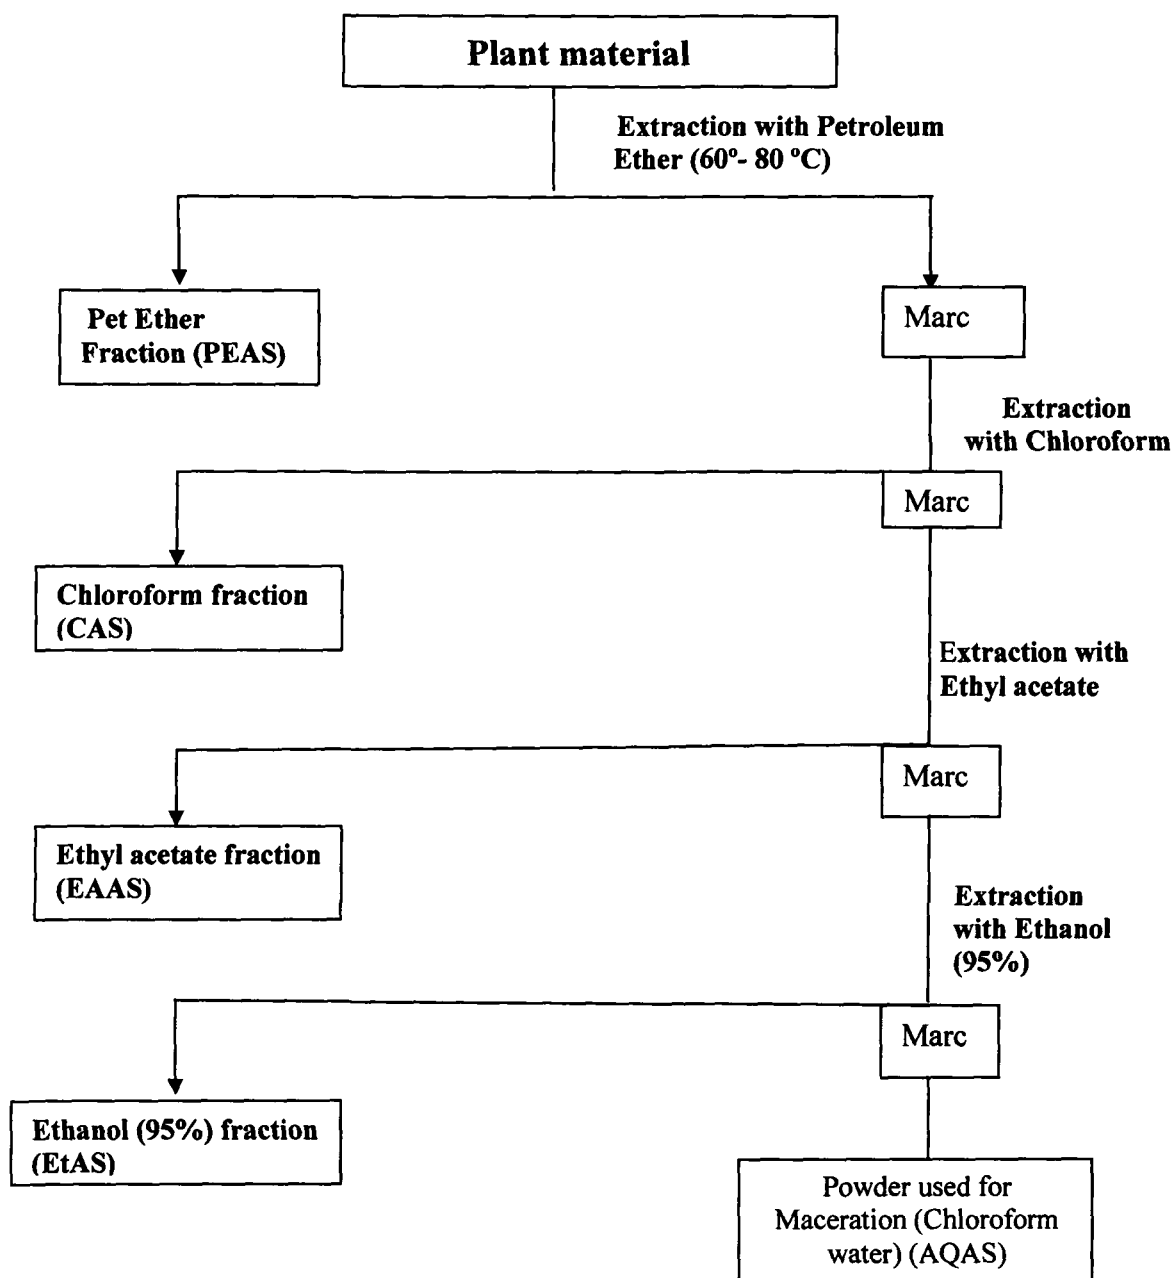 Plant material
Extraction with Petroleum
Ether (60º- 80 ºC)
Pet Ether
Fraction (PEAS)
Marc
Extraction
with Chloroform
Marc
Chloroform fraction
(CAS)
Extraction with
Ethyl acetate
Marc
Ethyl acetate fraction
(EAAS)
Extraction
with Ethanol
(95%)
Marc
Ethanol (95%) fraction
(EtAS)
Powder used for
Maceration (Chloroform
water) (AQAS)